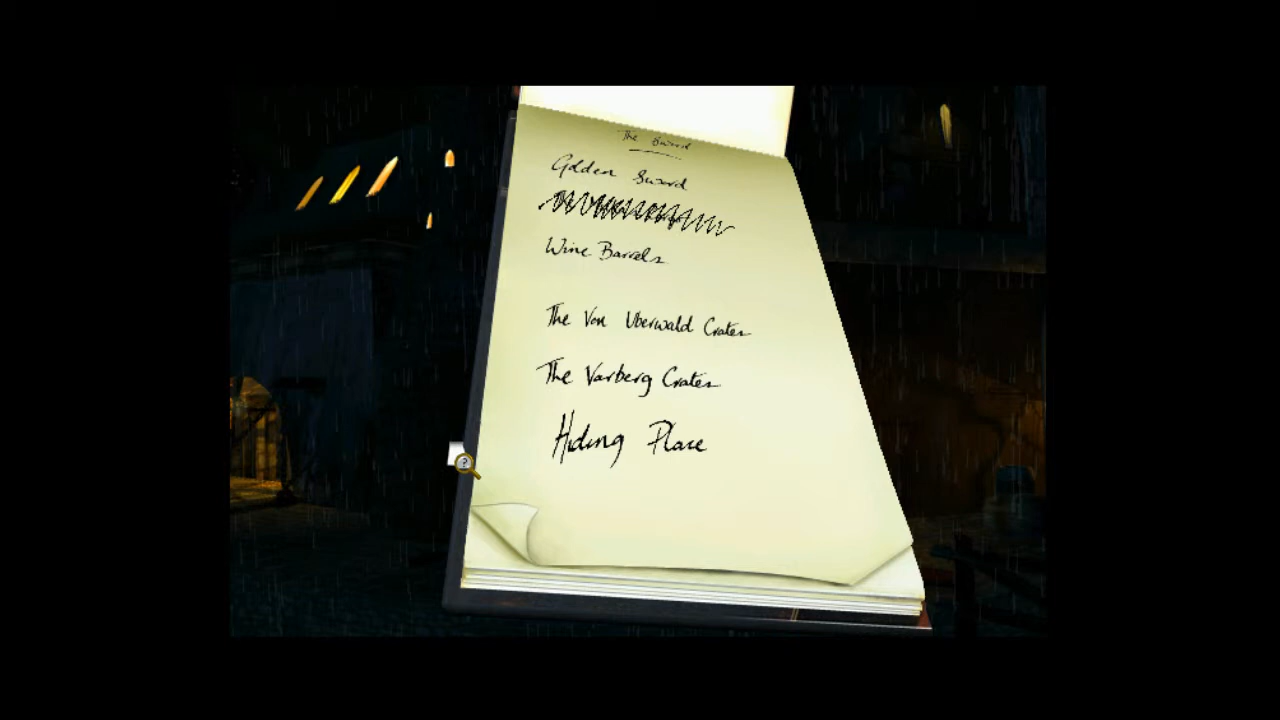 The Sword
Golden Sword
Wine Barrels
The Von Uberwald Crates
The Varberg Crates
Hiding Place
?